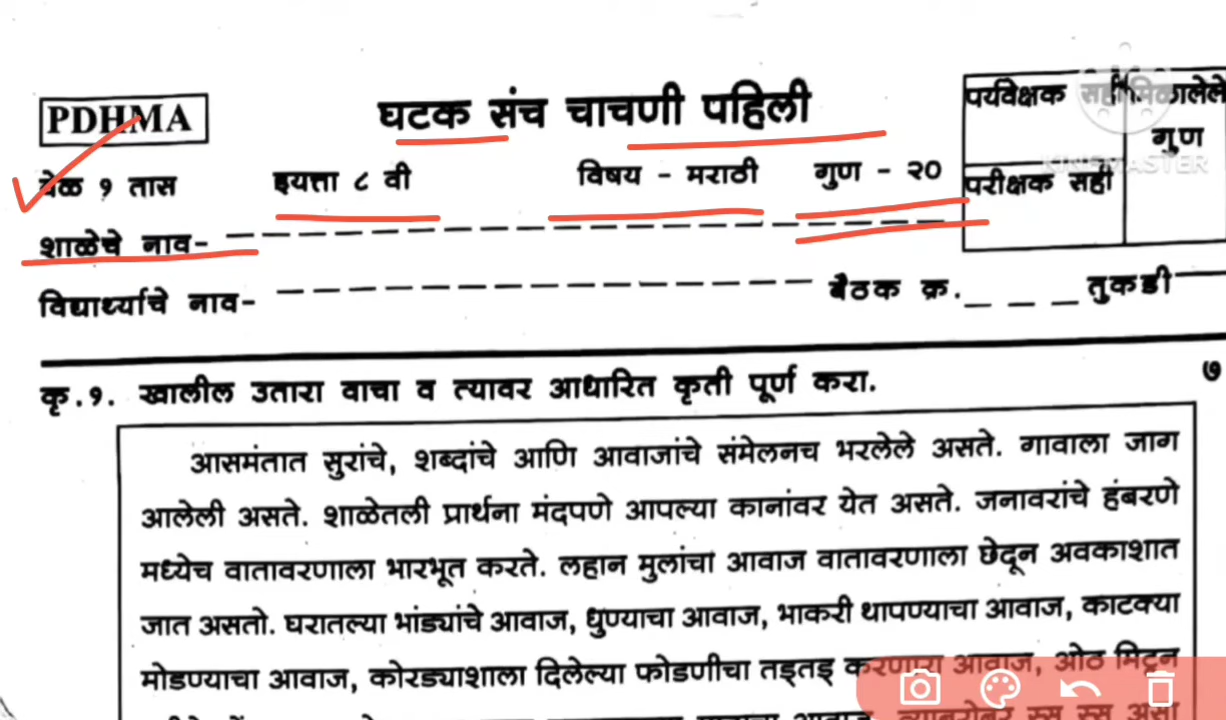 PDHMA
घटक संच चाचणी पहिली
पर्यवेक्षक सही
मिळालेले गुण
वेळ १ तास इयत्ता ८ वी विषय - मराठी गुण - २०
परीक्षक सही
KINEMASTER
शाळेचे नाव-
विद्यार्थ्याचे नाव- बैठक क्र. तुकडी
कृ.१. खालील उतारा वाचा व त्यावर आधारित कृती पूर्ण करा. ७
आसमंतात सुरांचे, शब्दांचे आणि आवाजांचे संमेलनच भरलेले असते. गावाला जाग
आलेली असते. शाळेतली प्रार्थना मंदपणे आपल्या कानांवर येत असते. जनावरांचे हंबरणे
मध्येच वातावरणाला भारभूत करते. लहान मुलांचा आवाज वातावरणाला छेदून अवकाशात
जात असतो. घरातल्या भांड्यांचे आवाज, धुण्याचा आवाज, भाकरी थापण्याचा आवाज, काटक्या
मोडण्याचा आवाज, कोरड्याशाला दिलेल्या फोडणीचा तड्तड् करणारा आवाज, ओठ मिटून